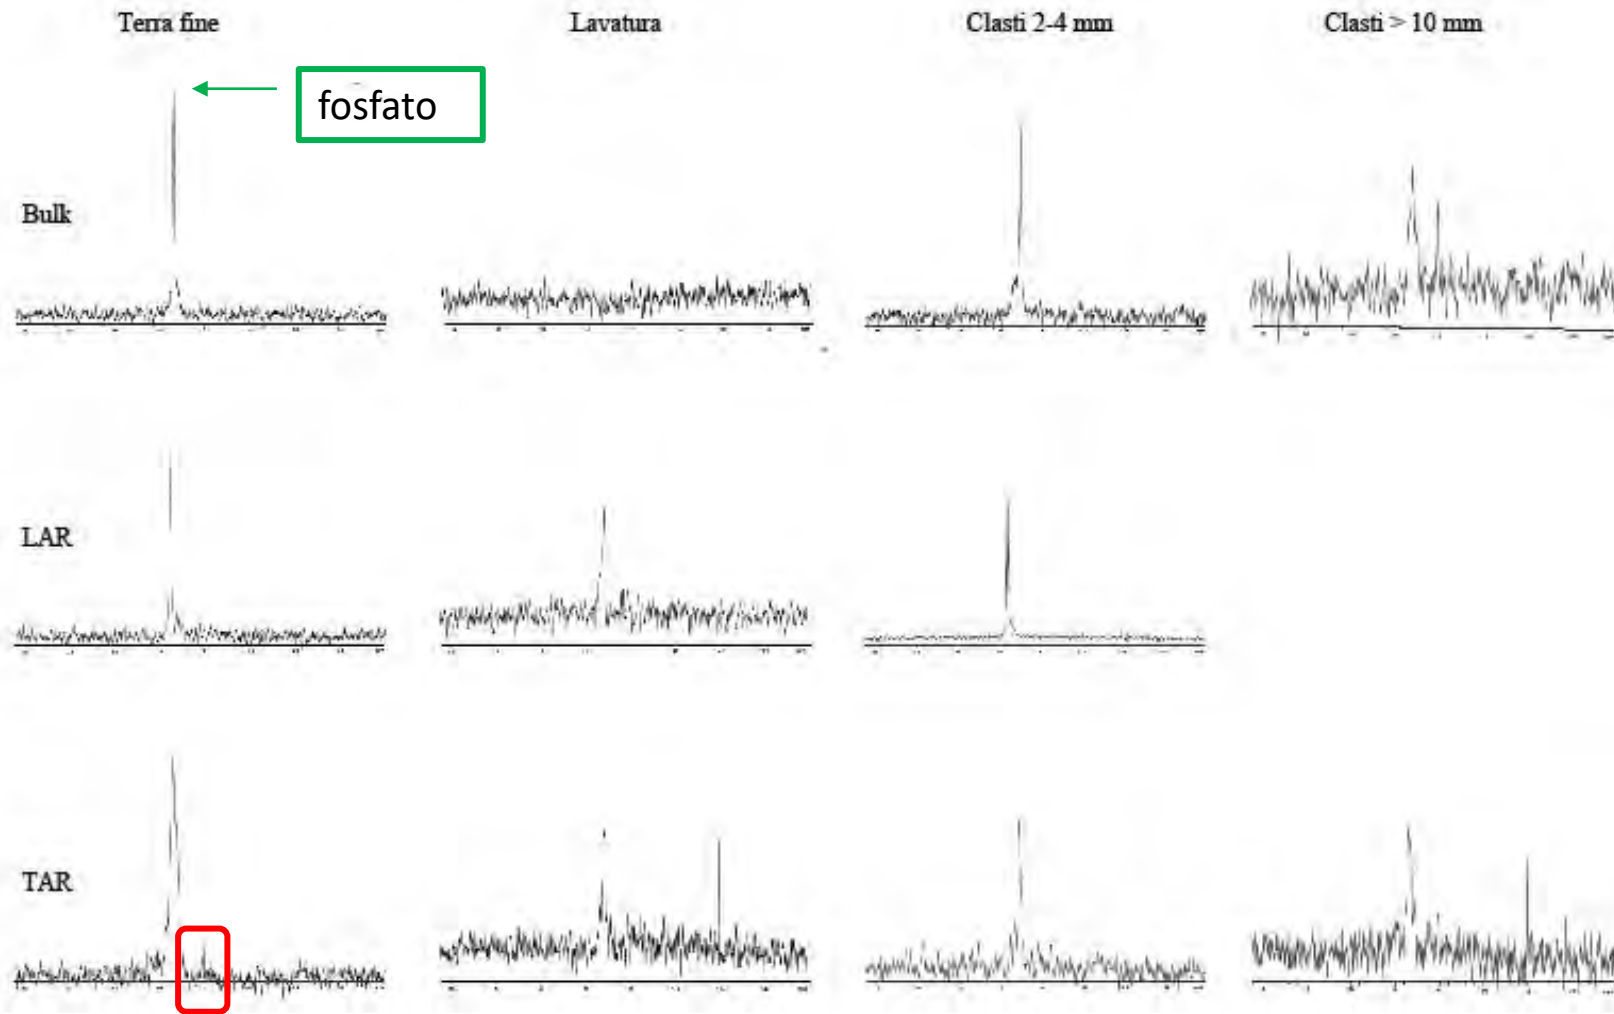 Terra fine
Lavatura
Clasti 2-4 mm
Clasti > 10 mm
fosfato
Bulk
LAR
TAR